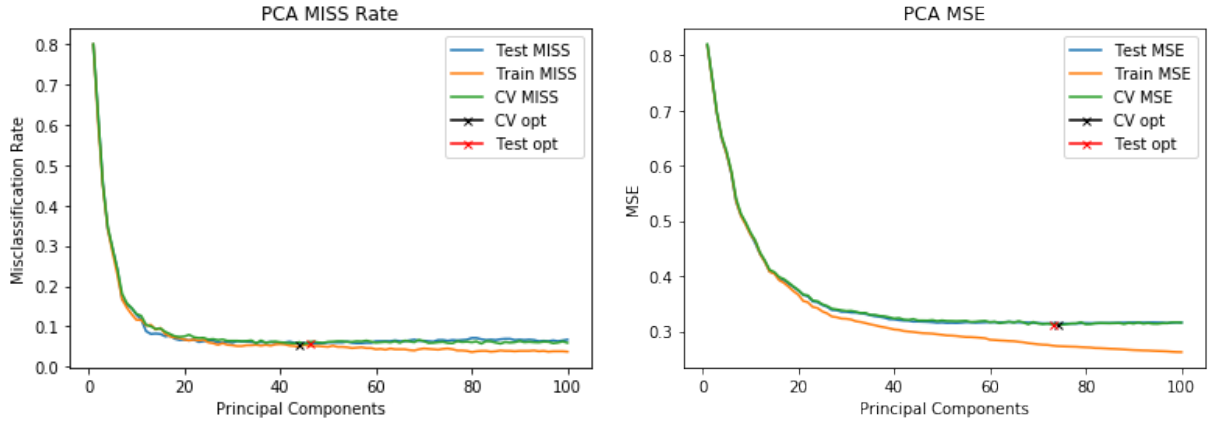 PCA MISS Rate
Misclassification Rate
0.8
0.7
0.6
0.5
0.4
0.3
0.2
0.1
0.0
Test MISS
Train MISS
CV MISS
CV opt
Test opt
0 20 40 60 80 100
Principal Components
PCA MSE
MSE
0.8
0.7
0.6
0.5
0.4
0.3
Test MSE
Train MSE
CV MSE
CV opt
Test opt
0 20 40 60 80 100
Principal Components